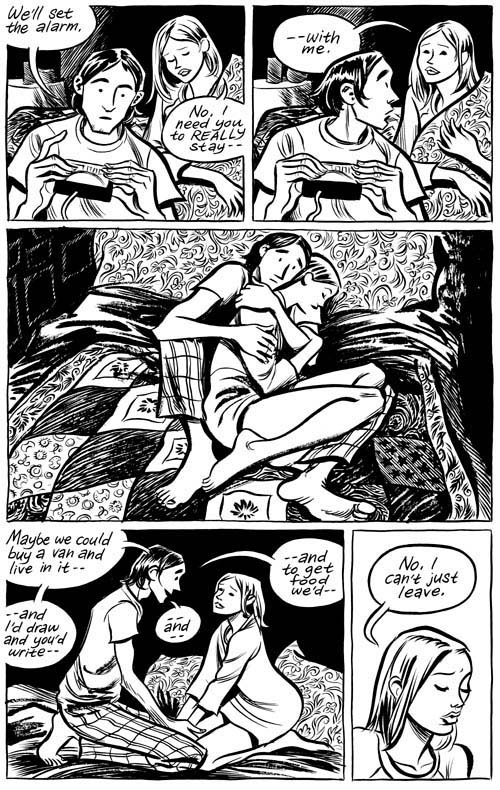 We'll set
the alarm.
No. I
need you
to REALLY
stay--
--with
me.
Maybe we could
buy a van and
live in it--
--and
I'd draw
and you'd
write--
--
and
--
--and
to get
food
we'd--
No. I
can't just
leave.